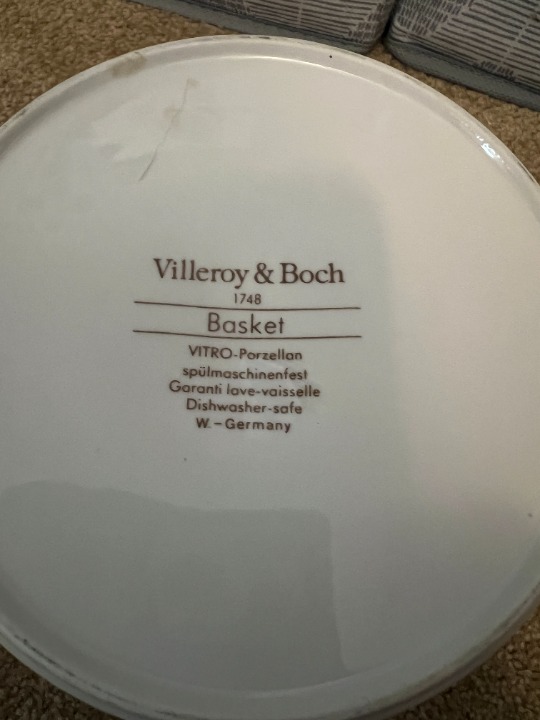 Villeroy & Boch
1748
Basket
VITRO-Porzellan
spülmaschinenfest
Garanti lave-vaisselle
Dishwasher-safe
W.-Germany